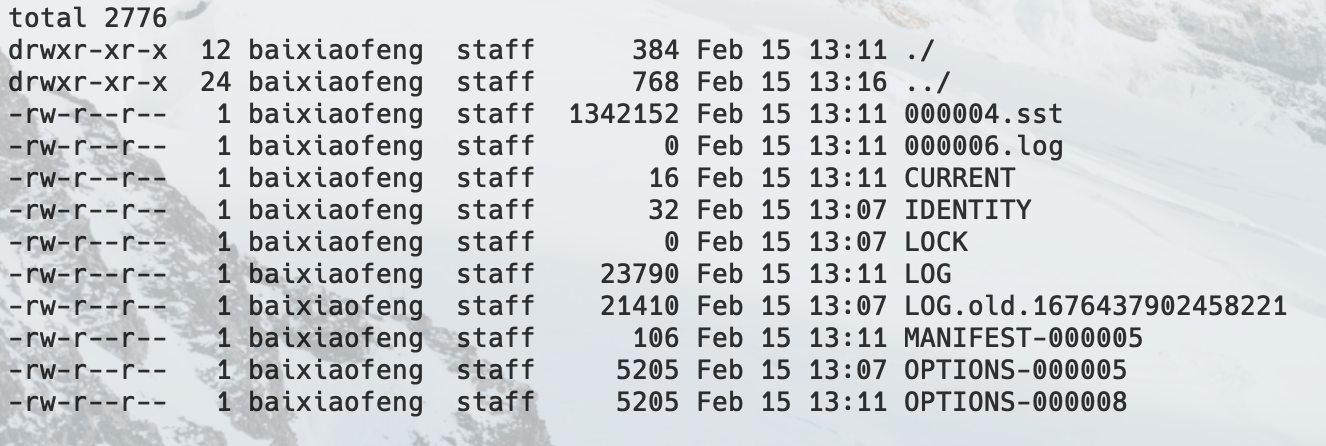 total 2776
drwxr-xr-x  12 baixiaofeng  staff      384 Feb 15 13:11 ./
drwxr-xr-x  24 baixiaofeng  staff      768 Feb 15 13:16 ../
-rw-r--r--   1 baixiaofeng  staff  1342152 Feb 15 13:11 000004.sst
-rw-r--r--   1 baixiaofeng  staff        0 Feb 15 13:11 000006.log
-rw-r--r--   1 baixiaofeng  staff       16 Feb 15 13:11 CURRENT
-rw-r--r--   1 baixiaofeng  staff       32 Feb 15 13:07 IDENTITY
-rw-r--r--   1 baixiaofeng  staff        0 Feb 15 13:07 LOCK
-rw-r--r--   1 baixiaofeng  staff    23790 Feb 15 13:11 LOG
-rw-r--r--   1 baixiaofeng  staff    21410 Feb 15 13:07 LOG.old.1676437902458221
-rw-r--r--   1 baixiaofeng  staff      106 Feb 15 13:11 MANIFEST-000005
-rw-r--r--   1 baixiaofeng  staff     5205 Feb 15 13:07 OPTIONS-000005
-rw-r--r--   1 baixiaofeng  staff     5205 Feb 15 13:11 OPTIONS-000008